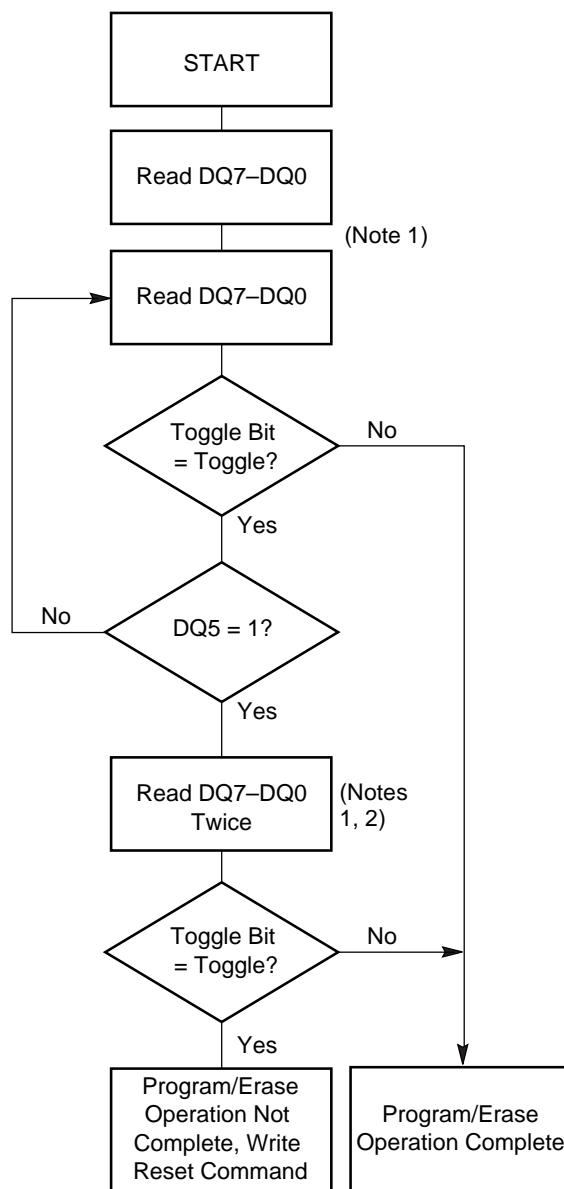 START
Read DQ7–DQ0
(Note 1)
Read DQ7–DQ0
Toggle Bit
= Toggle?
No
Yes
No
DQ5 = 1?
Yes
Read DQ7–DQ0
Twice
(Notes
1, 2)
Toggle Bit
= Toggle?
No
Yes
Program/Erase
Operation Not
Complete, Write
Reset Command
Program/Erase
Operation Complete